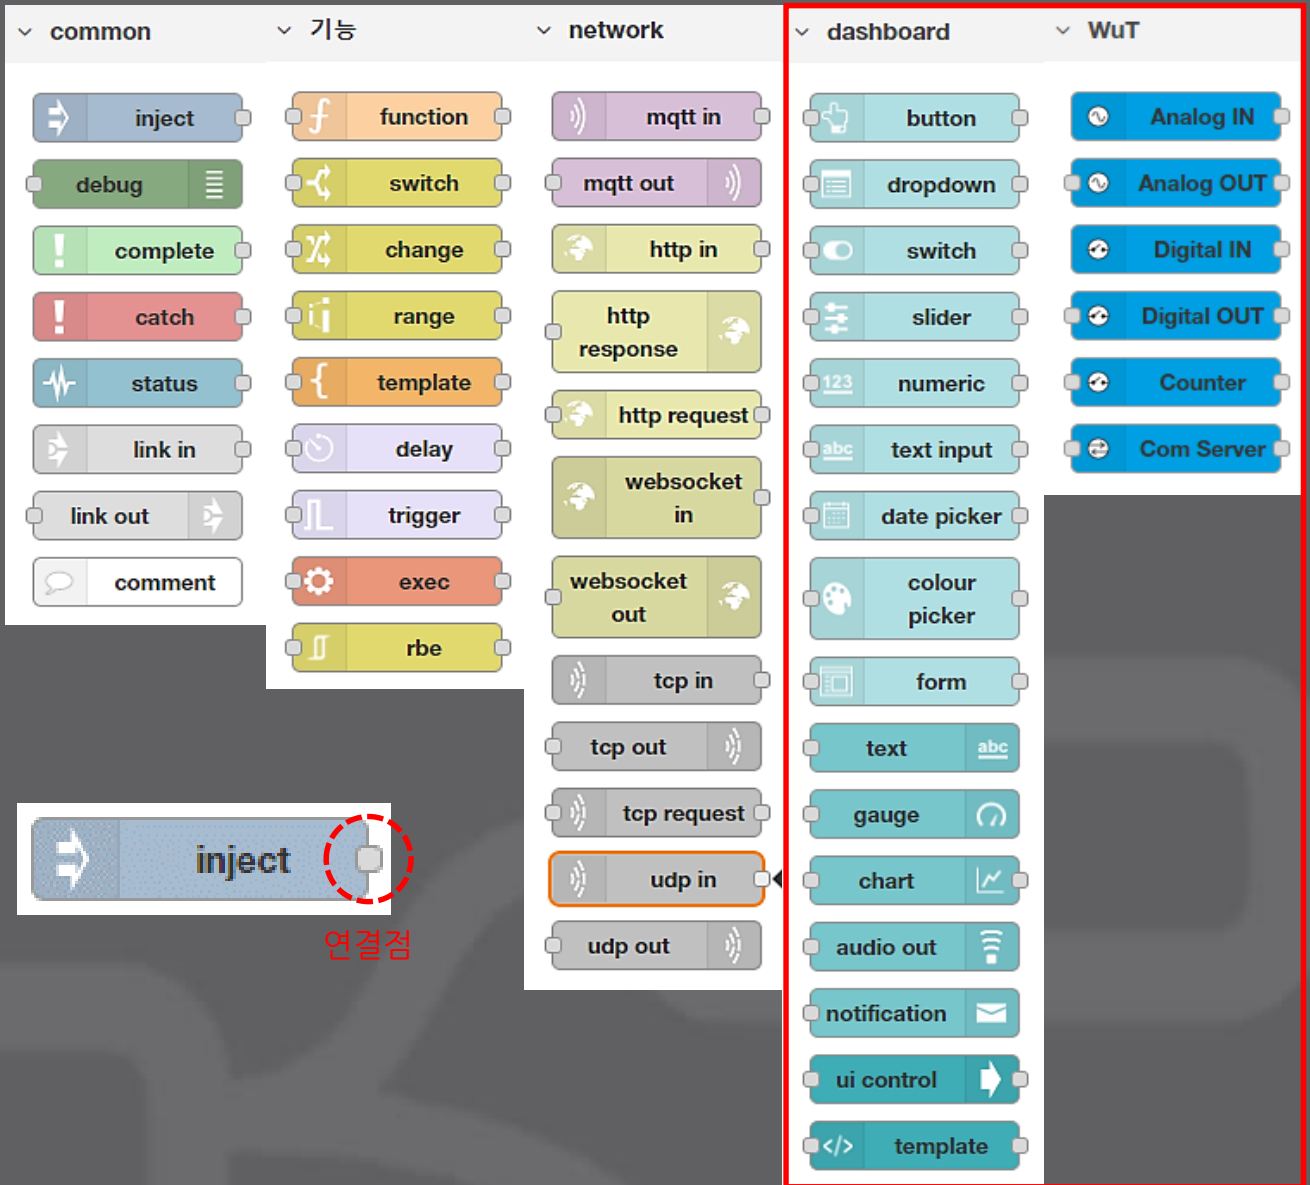 common
inject
debug
complete
catch
status
link in
link out
comment
inject
연결점
기능
function
switch
change
range
template
delay
trigger
exec
rbe
network
mqtt in
mqtt out
http in
http
response
http request
websocket
in
websocket
out
tcp in
tcp out
tcp request
udp in
udp out
dashboard
button
dropdown
switch
slider
123
numeric
abc
text input
date picker
colour
picker
form
text
abc
gauge
chart
audio out
notification
ui control
</>
template
WuT
Analog IN
Analog OUT
Digital IN
Digital OUT
Counter
Com Server